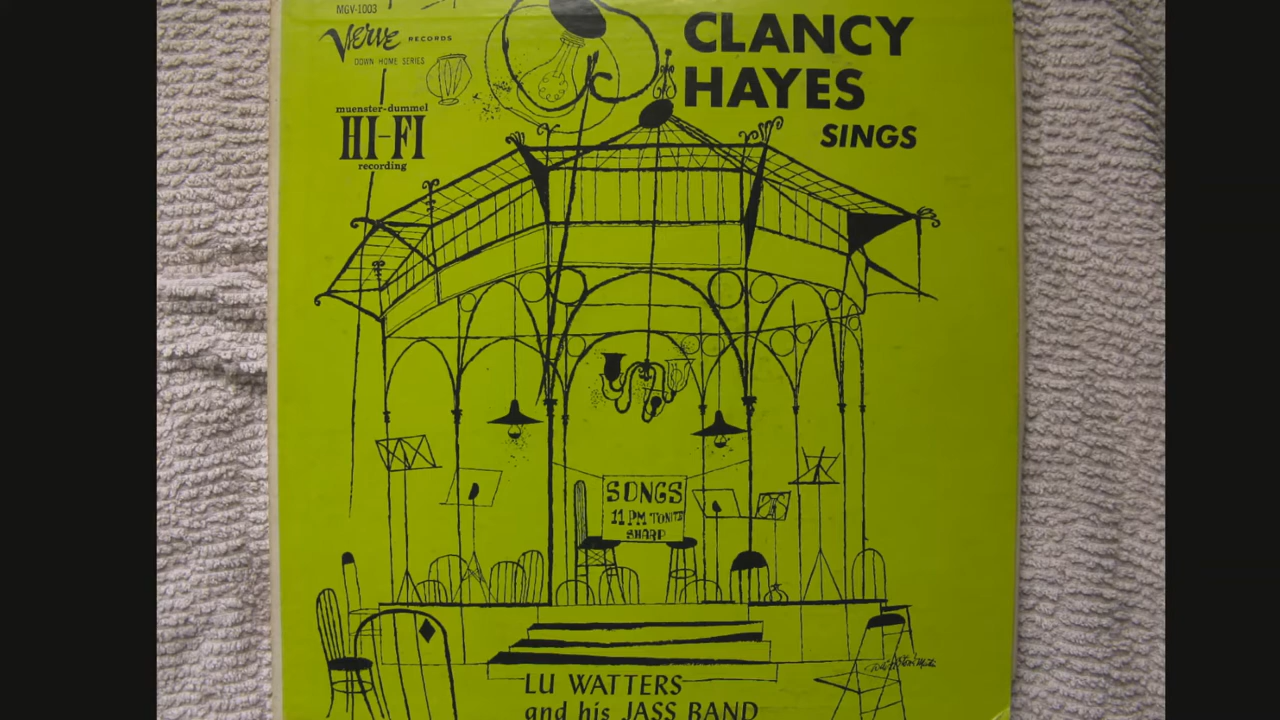 MGV-1003
Verve RECORDS
DOWN HOME SERIES
muenster-dummel
HI-FI
recording
CLANCY
HAYES
SINGS
SONGS
11 PM TONITE
SHARP
LU WATTERS
and his JASS BAND